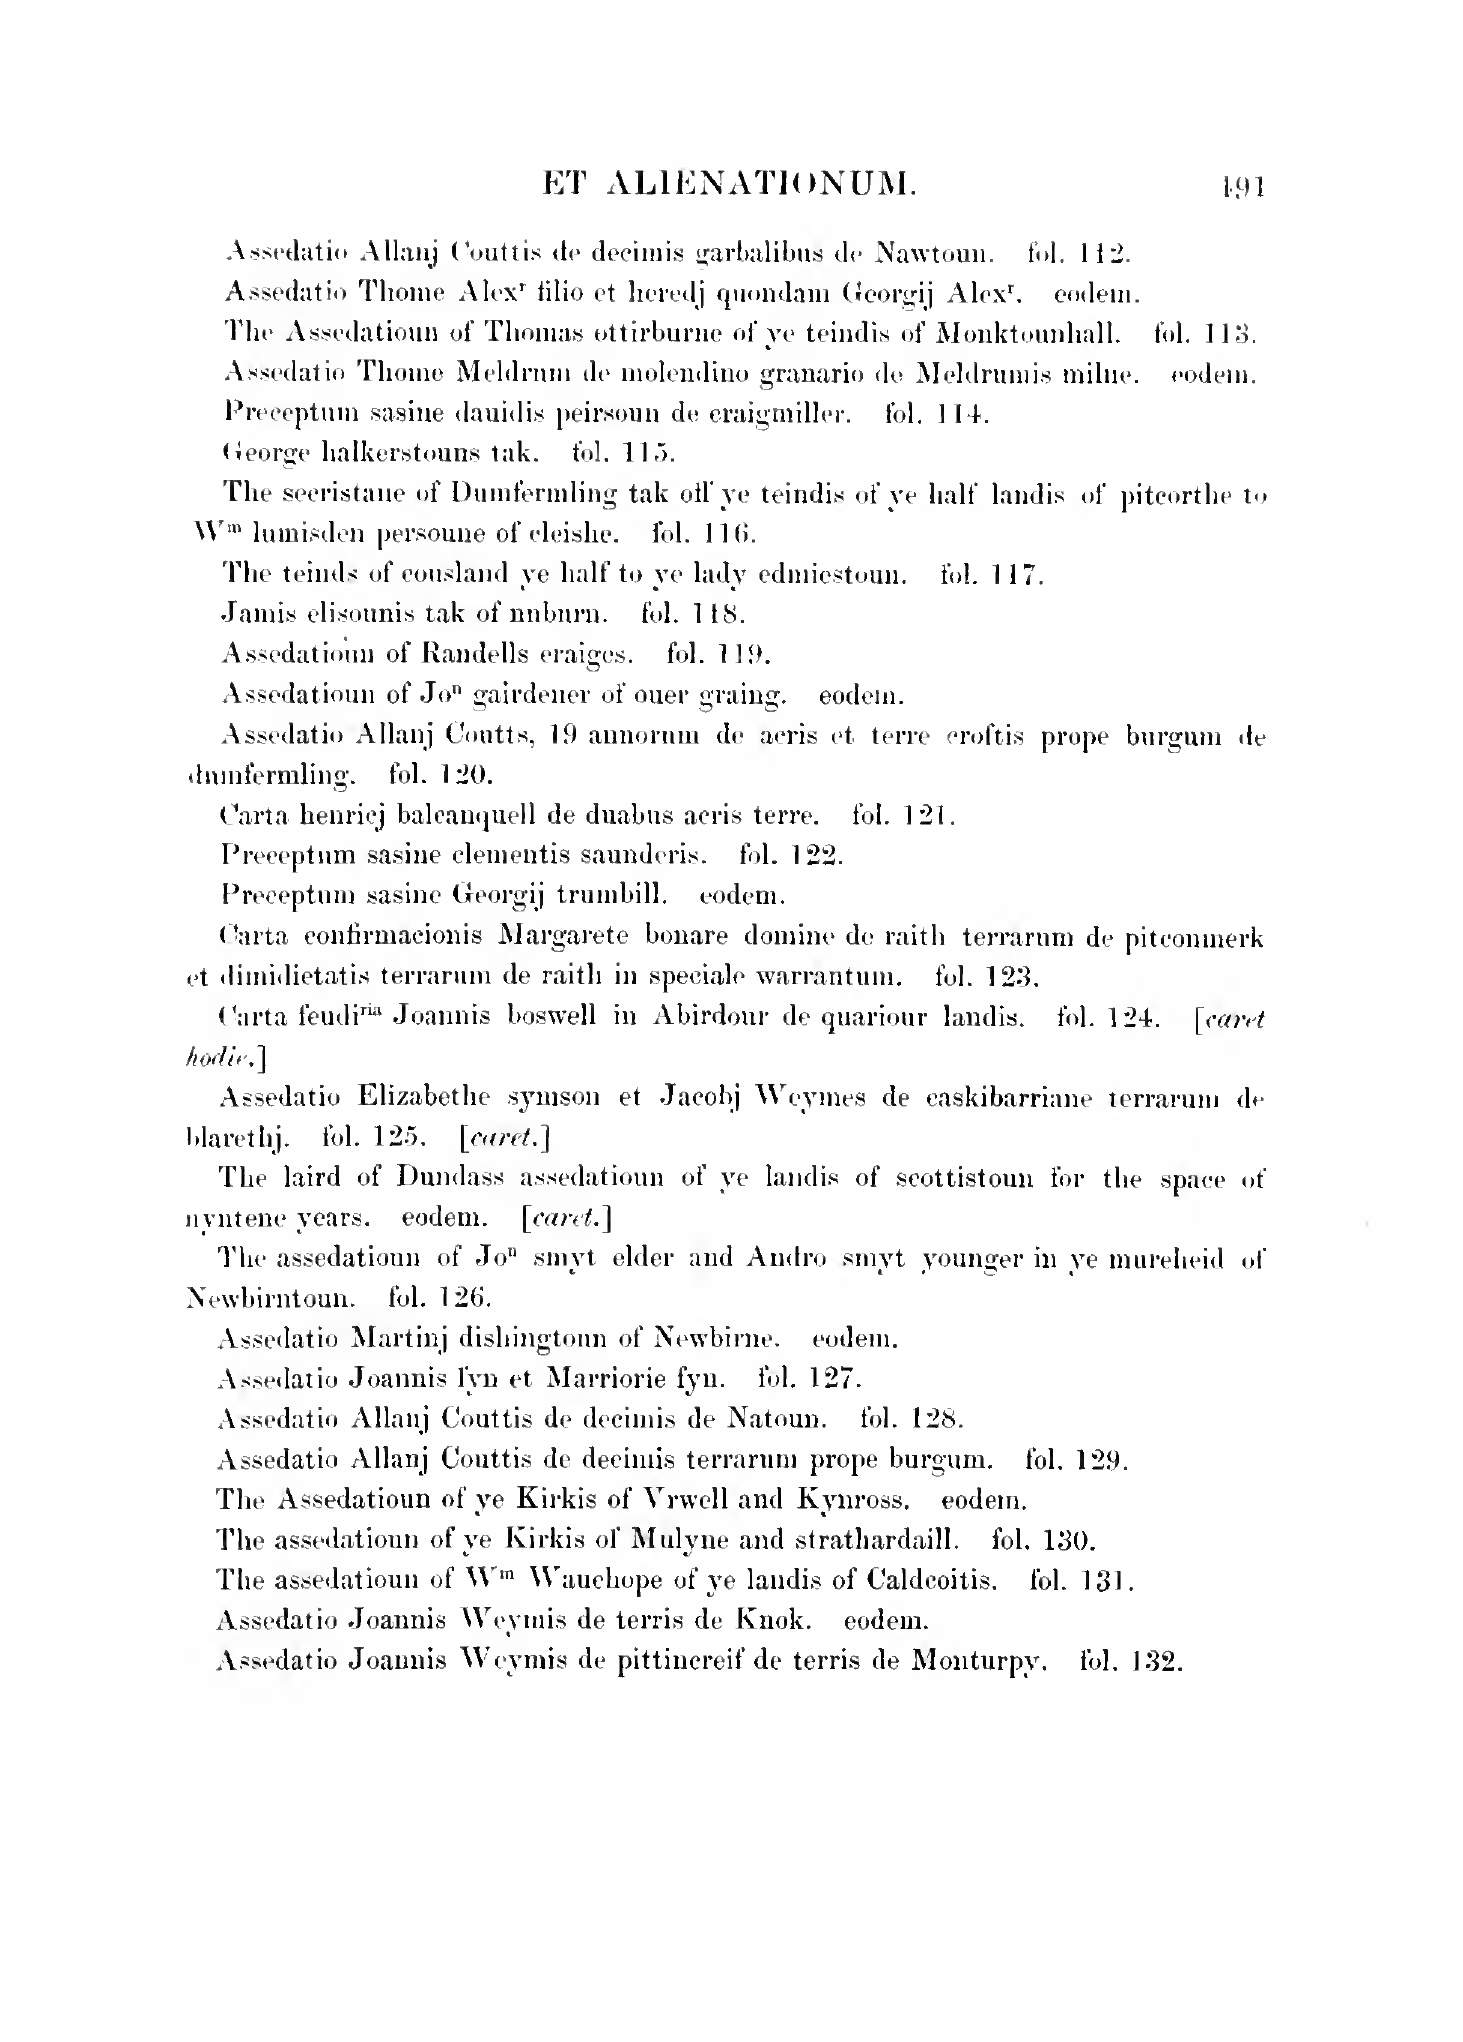 ET ALIENATIONUM. 491
Assedatio Allanj Couttis de decimis garbalibus de Nawtoun. fol. 112.
Assedatio Thome Alexʳ filio et heredj quondam Georgij Alexʳ. eodem.
The Assedatioun of Thomas ottirburne of ye teindis of Monktounhall. fol. 113.
Assedatio Thome Meldrum de molendino granario de Meldrumis milne. eodem.
Preceptum sasine dauidis peirsoun de craigmiller. fol. 114.
George halkerstouns tak. fol. 115.
The secristane of Dumfermling tak off ye teindis of ye half landis of pitcorthe to
Wᵐ lumisden persoune of cleishe. fol. 116.
The teinds of cousland ye half to ye lady edmiestoun. fol. 117.
Jamis elisounis tak of nnburn. fol. 118.
Assedatioun of Randells craiges. fol. 119.
Assedatioun of Joⁿ gairdener of ouer graing. eodem.
Assedatio Allanj Coutts, 19 annorum de acris et terre croftis prope burgum de
dumfermling. fol. 120.
Carta henricj balcanquell de duabus acris terre. fol. 121.
Preceptum sasine clementis saunderis. fol. 122.
Preceptum sasine Georgij trumbill. eodem.
Carta confirmacionis Margarete bonare domine de raith terrarum de pitconmerk
et dimidietatis terrarum de raith in speciale warrantum. fol. 123.
Carta feudiʳⁱᵃ Joannis boswell in Abirdour de quariour landis. fol. 124. [caret
hodie.]
Assedatio Elizabethe symson et Jacobj Weymes de caskibarriane terrarum de
blarethj. fol. 125. [caret.]
The laird of Dundass assedatioun of ye landis of scottistoun for the space of
nyntene years. eodem. [caret.]
The assedatioun of Joⁿ smyt elder and Andro smyt younger in ye mureheid of
Newbirntoun. fol. 126.
Assedatio Martinj dishingtoun of Newbirne. eodem.
Assedatio Joannis fyn et Marriorie fyn. fol. 127.
Assedatio Allanj Couttis de decimis de Natoun. fol. 128.
Assedatio Allanj Couttis de decimis terrarum prope burgum. fol. 129.
The Assedatioun of ye Kirkis of Vrwell and Kynross. eodem.
The assedatioun of ye Kirkis of Mulyne and strathardaill. fol. 130.
The assedatioun of Wᵐ Wauchope of ye landis of Caldcoitis. fol. 131.
Assedatio Joannis Weymis de terris de Knok. eodem.
Assedatio Joannis Weymis de pittincreif de terris de Monturpy. fol. 132.